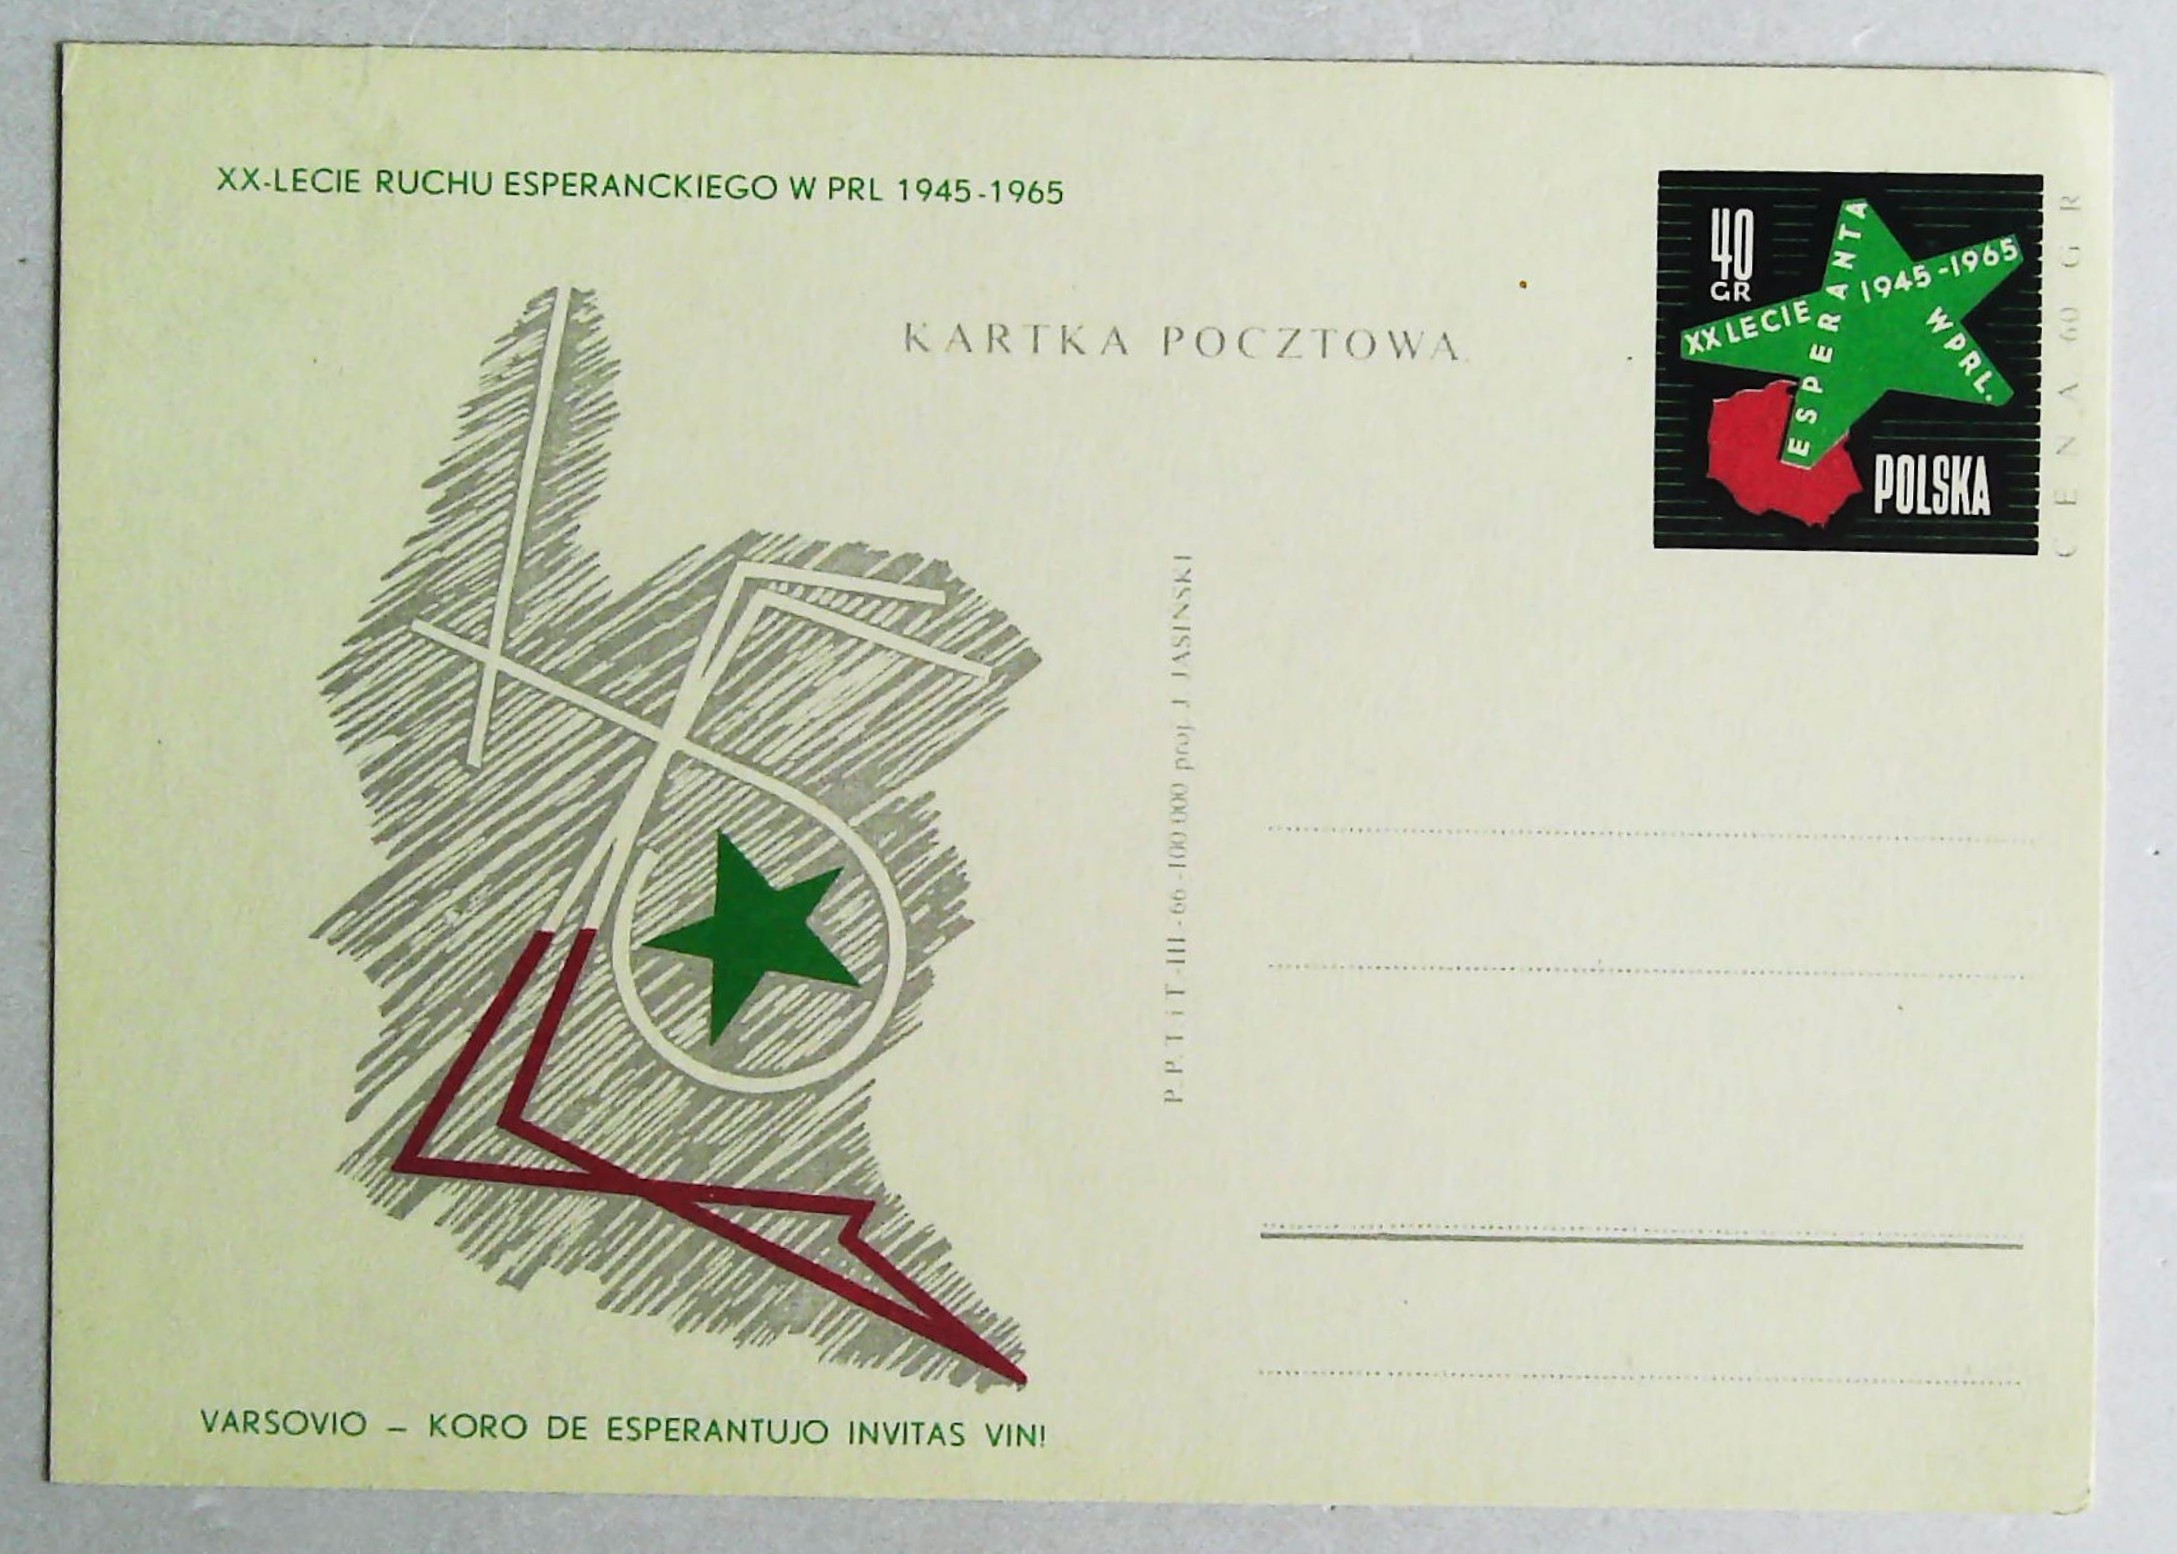 XX-LECIE RUCHU ESPERANCKIEGO W PRL 1945-1965
KARTKA POCZTOWA
40
GR
XX LECIE 1945-1965
ESPERANTA
W PRL.
POLSKA
CENA 60 GR
P.P.T i T-III-66-100 000 proj J JASIŃSKI
VARSOVIO – KORO DE ESPERANTUJO INVITAS VIN!